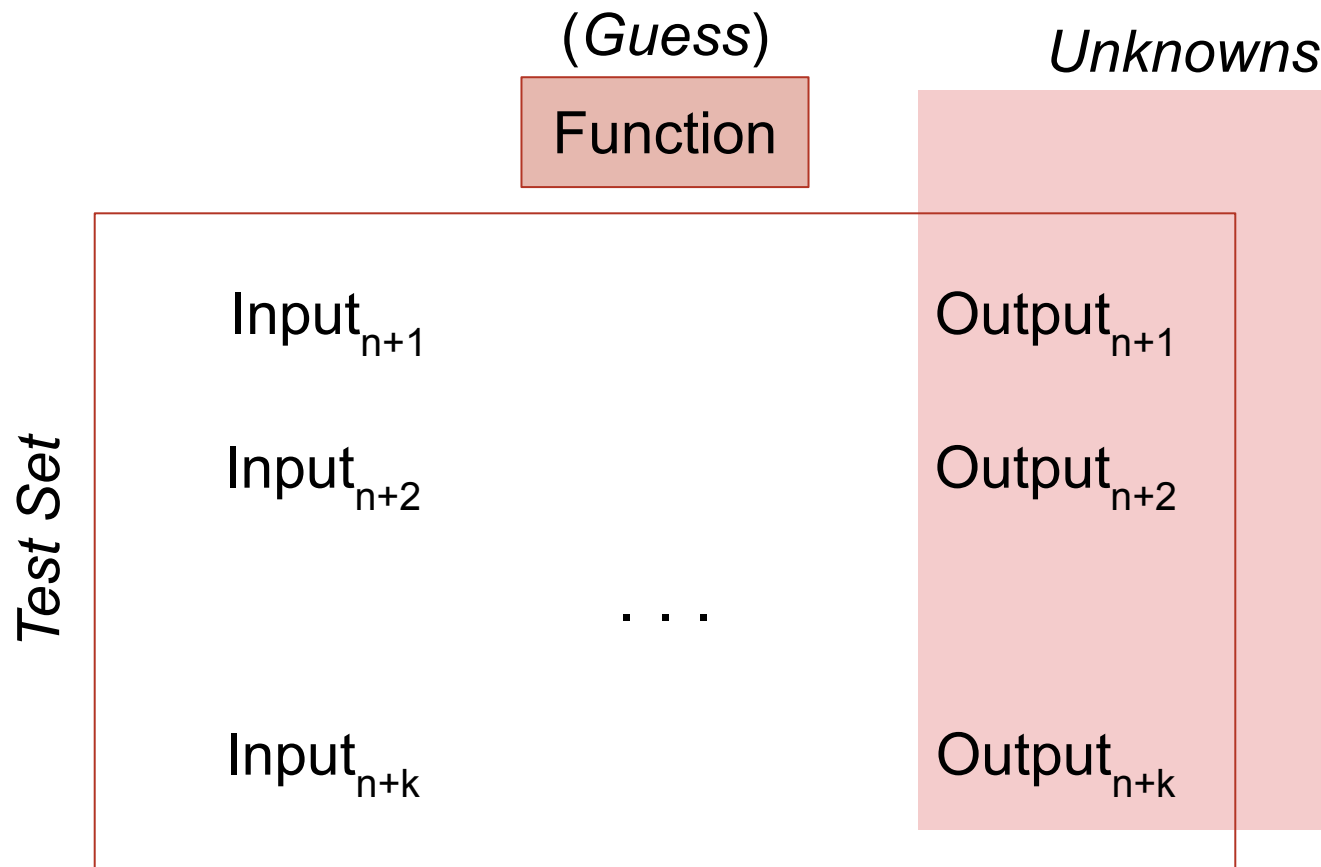 (Guess)
Unknowns
Function
Test Set
Input n+1 Output n+1
Input n+2 Output n+2
. . .
Input n+k Output n+k